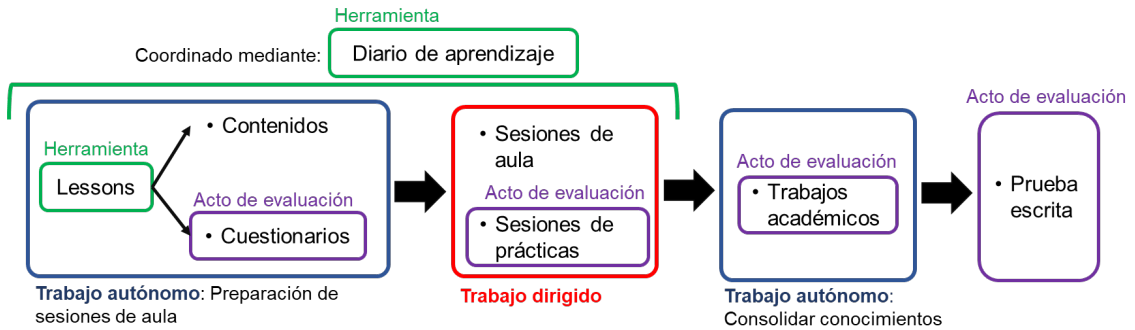 Herramienta
Coordinado mediante:
Diario de aprendizaje
Herramienta
Lessons
• Contenidos
Acto de evaluación
• Cuestionarios
Trabajo autónomo: Preparación de
sesiones de aula
• Sesiones de
aula
Acto de evaluación
• Sesiones de
prácticas
Trabajo dirigido
Acto de evaluación
• Trabajos
académicos
Trabajo autónomo:
Consolidar conocimientos
Acto de evaluación
• Prueba
escrita